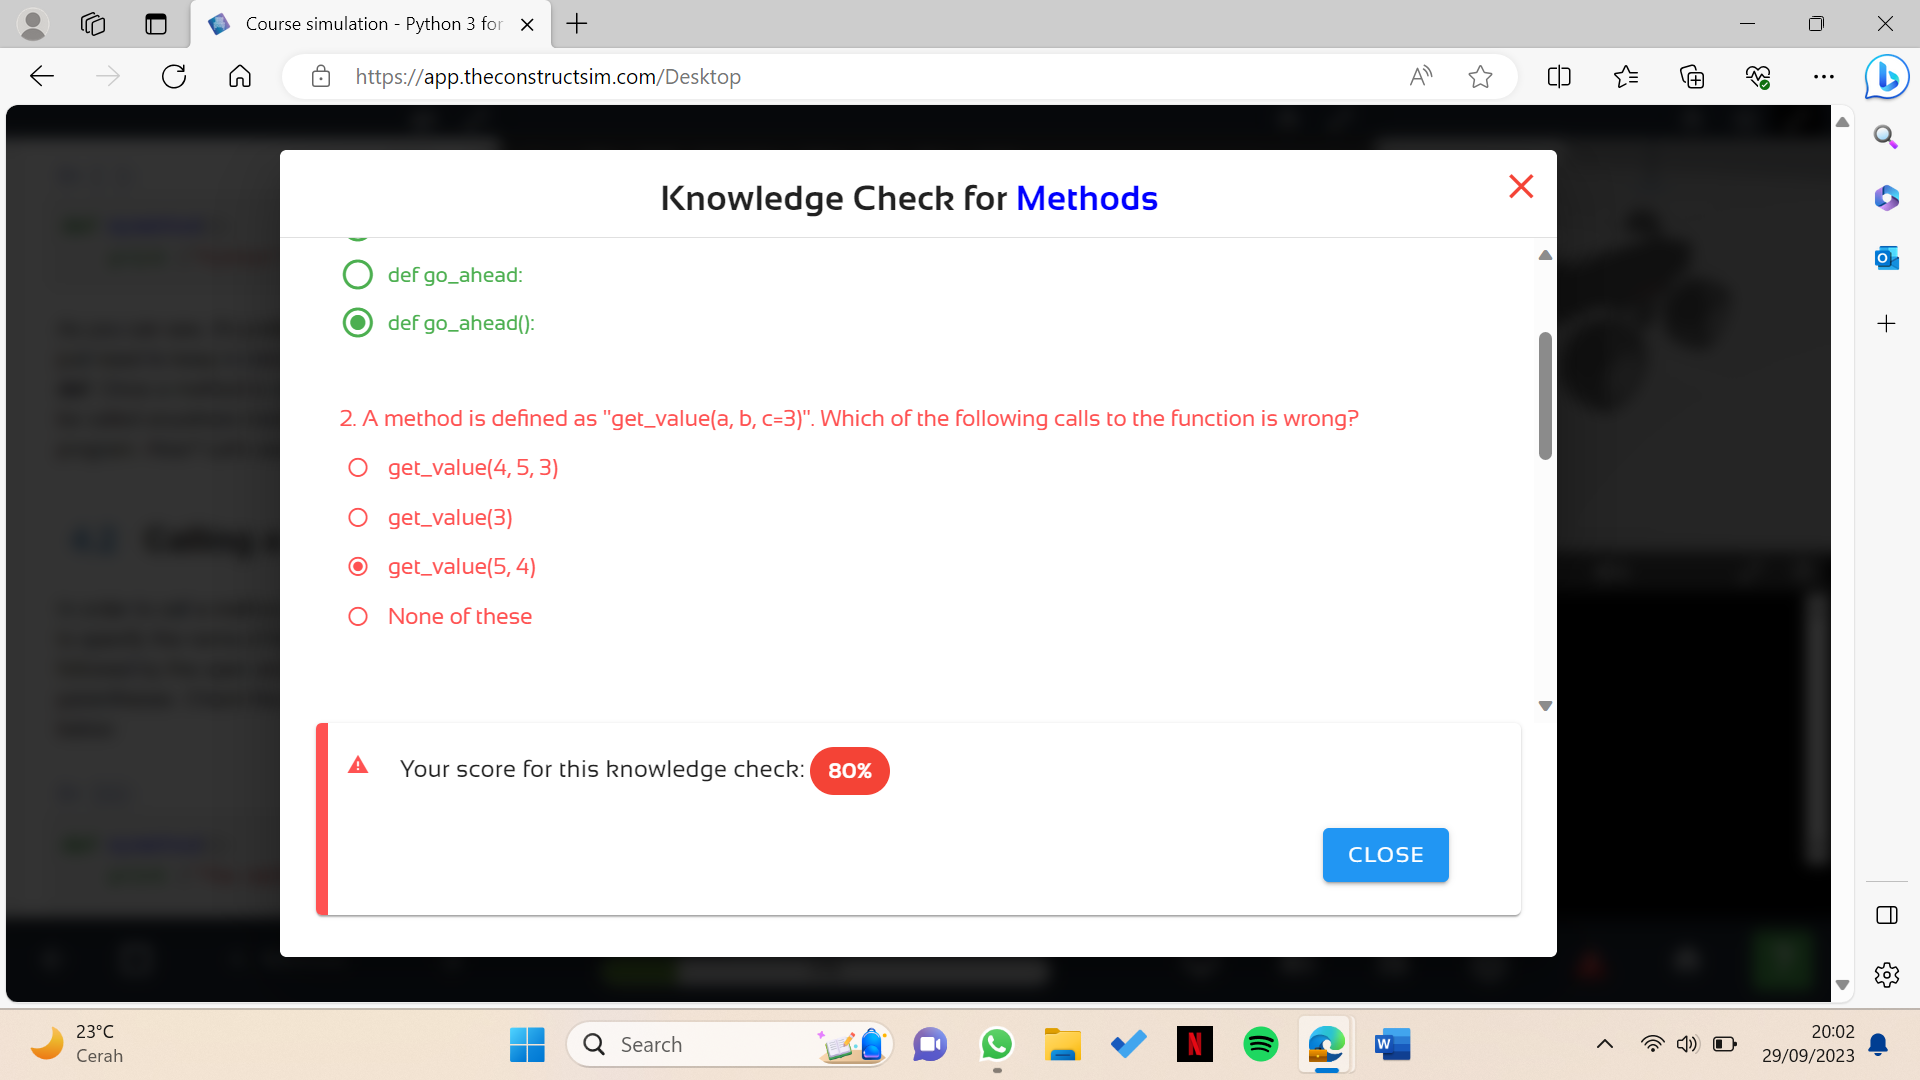 Course simulation - Python 3 for
https://app.theconstructsim.com/Desktop
Knowledge Check for Methods
def go_ahead:
def go_ahead():
2. A method is defined as "get_value(a, b, c=3)". Which of the following calls to the function is wrong?
get_value(4, 5, 3)
get_value(3)
get_value(5, 4)
None of these
Your score for this knowledge check: 80%
CLOSE
23°C
Cerah
Search
20:02
29/09/2023